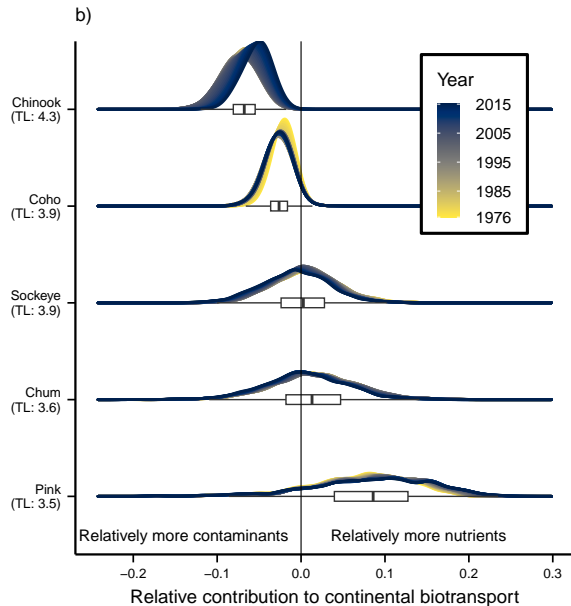 b)
Chinook
(TL: 4.3)
Coho
(TL: 3.9)
Sockeye
(TL: 3.9)
Chum
(TL: 3.6)
Pink
(TL: 3.5)
Year
2015
2005
1995
1985
1976
Relatively more contaminants
Relatively more nutrients
−0.2
−0.1
0.0
0.1
0.2
0.3
Relative contribution to continental biotransport